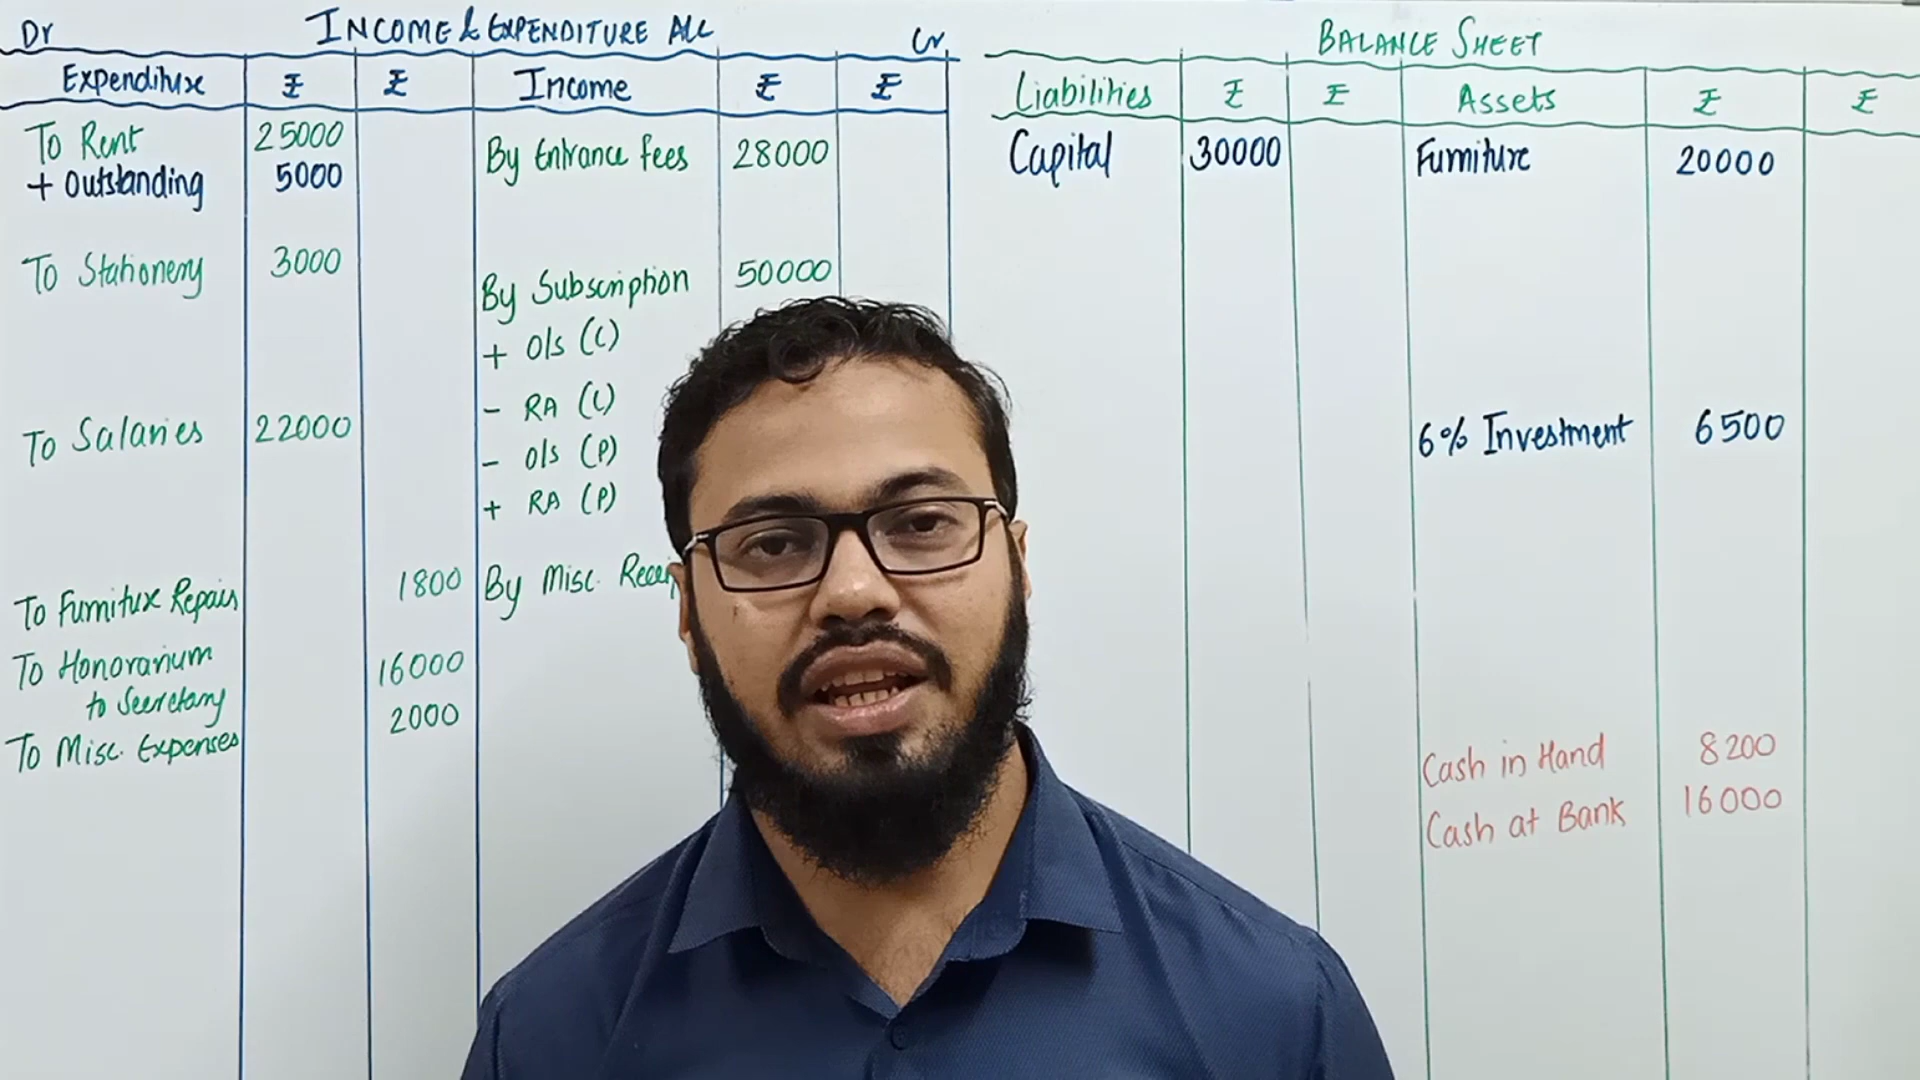 Dr INCOME & EXPENDITURE A/C Cr
Expenditure ₹ ₹ Income ₹ ₹
To Rent 25000
+ Outstanding 5000
By Entrance fees 28000
To Stationery 3000
By Subscription 50000
+ O/s (C)
- RA (C)
To Salaries 22000
- O/s (P)
+ RA (P)
To Furniture Repairs 1800
By Misc.
To Honorarium 16000
to Secretary
To Misc. Expenses 2000
BALANCE SHEET
Liabilities ₹ ₹ Assets ₹ ₹
Capital 30000 Furniture 20000
6% Investment 6500
Cash in Hand 8200
Cash at Bank 16000